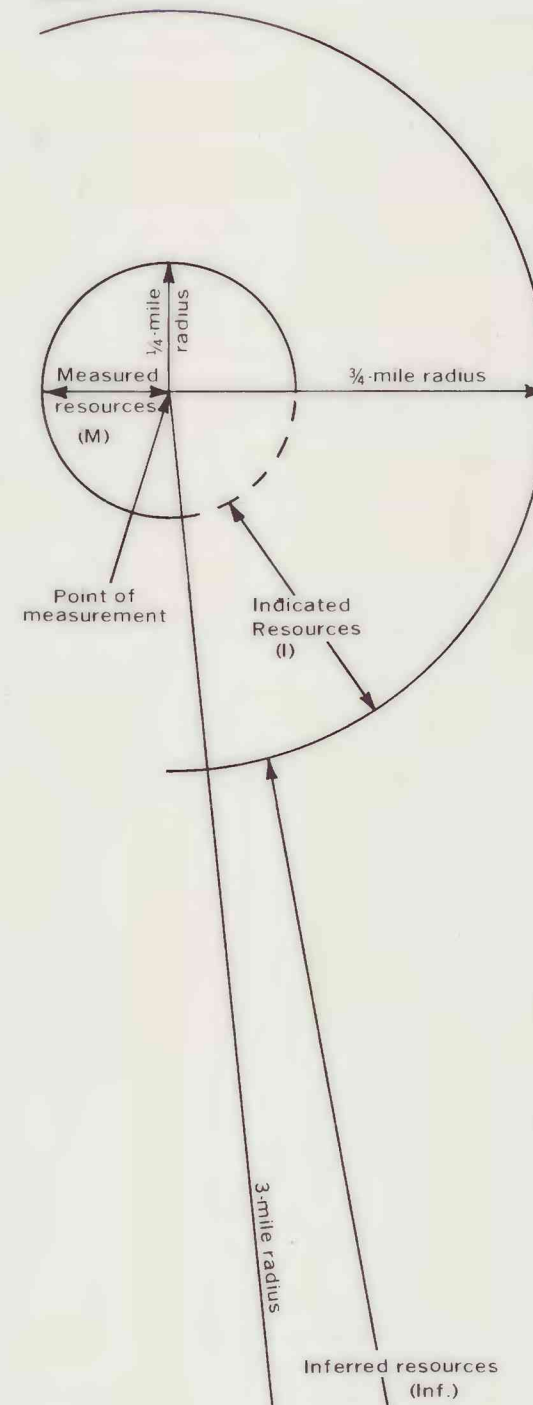 ¼-mile
radius
Measured
resources
(M)
¾-mile radius
Point of
measurement
Indicated
Resources
(I)
3-mile radius
Inferred resources
(Inf.)